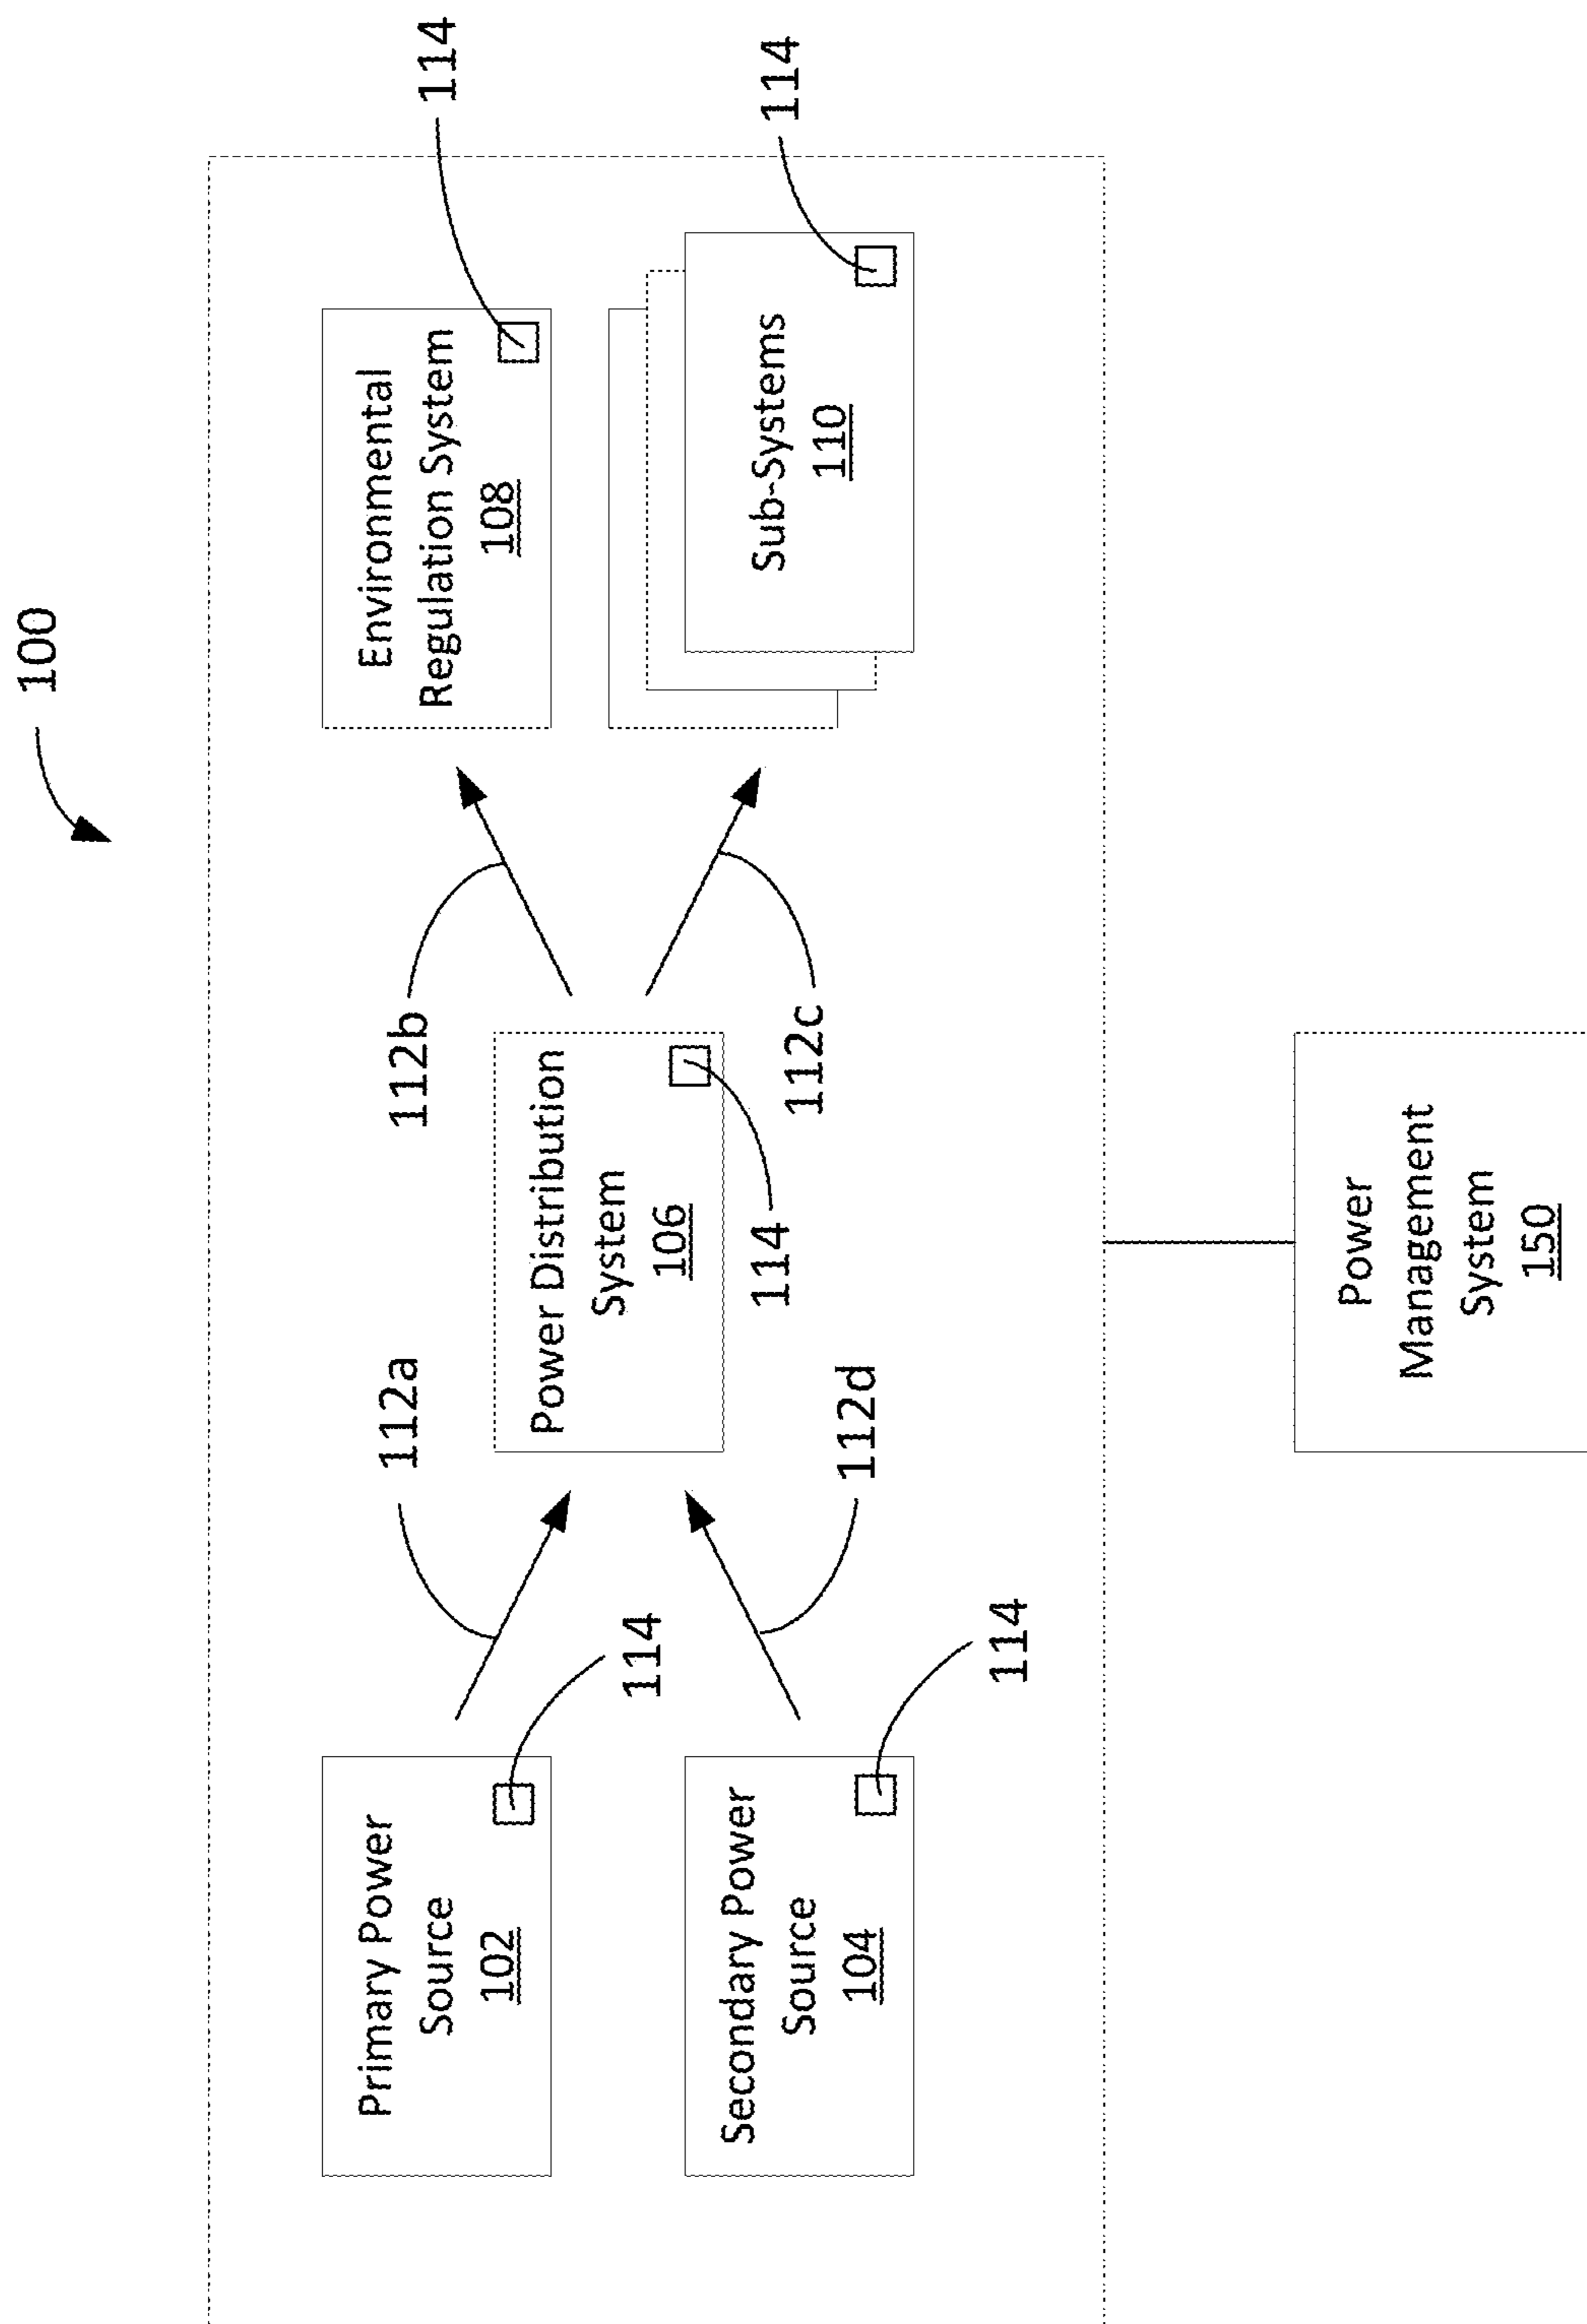 100
114
114
Environmental
Regulation System
108
Sub-Systems
110
112b
112c
Power Distribution
System
106
114
112a
112d
114
114
Primary Power
Source
102
Secondary Power
Source
104
Power
Management
System
150